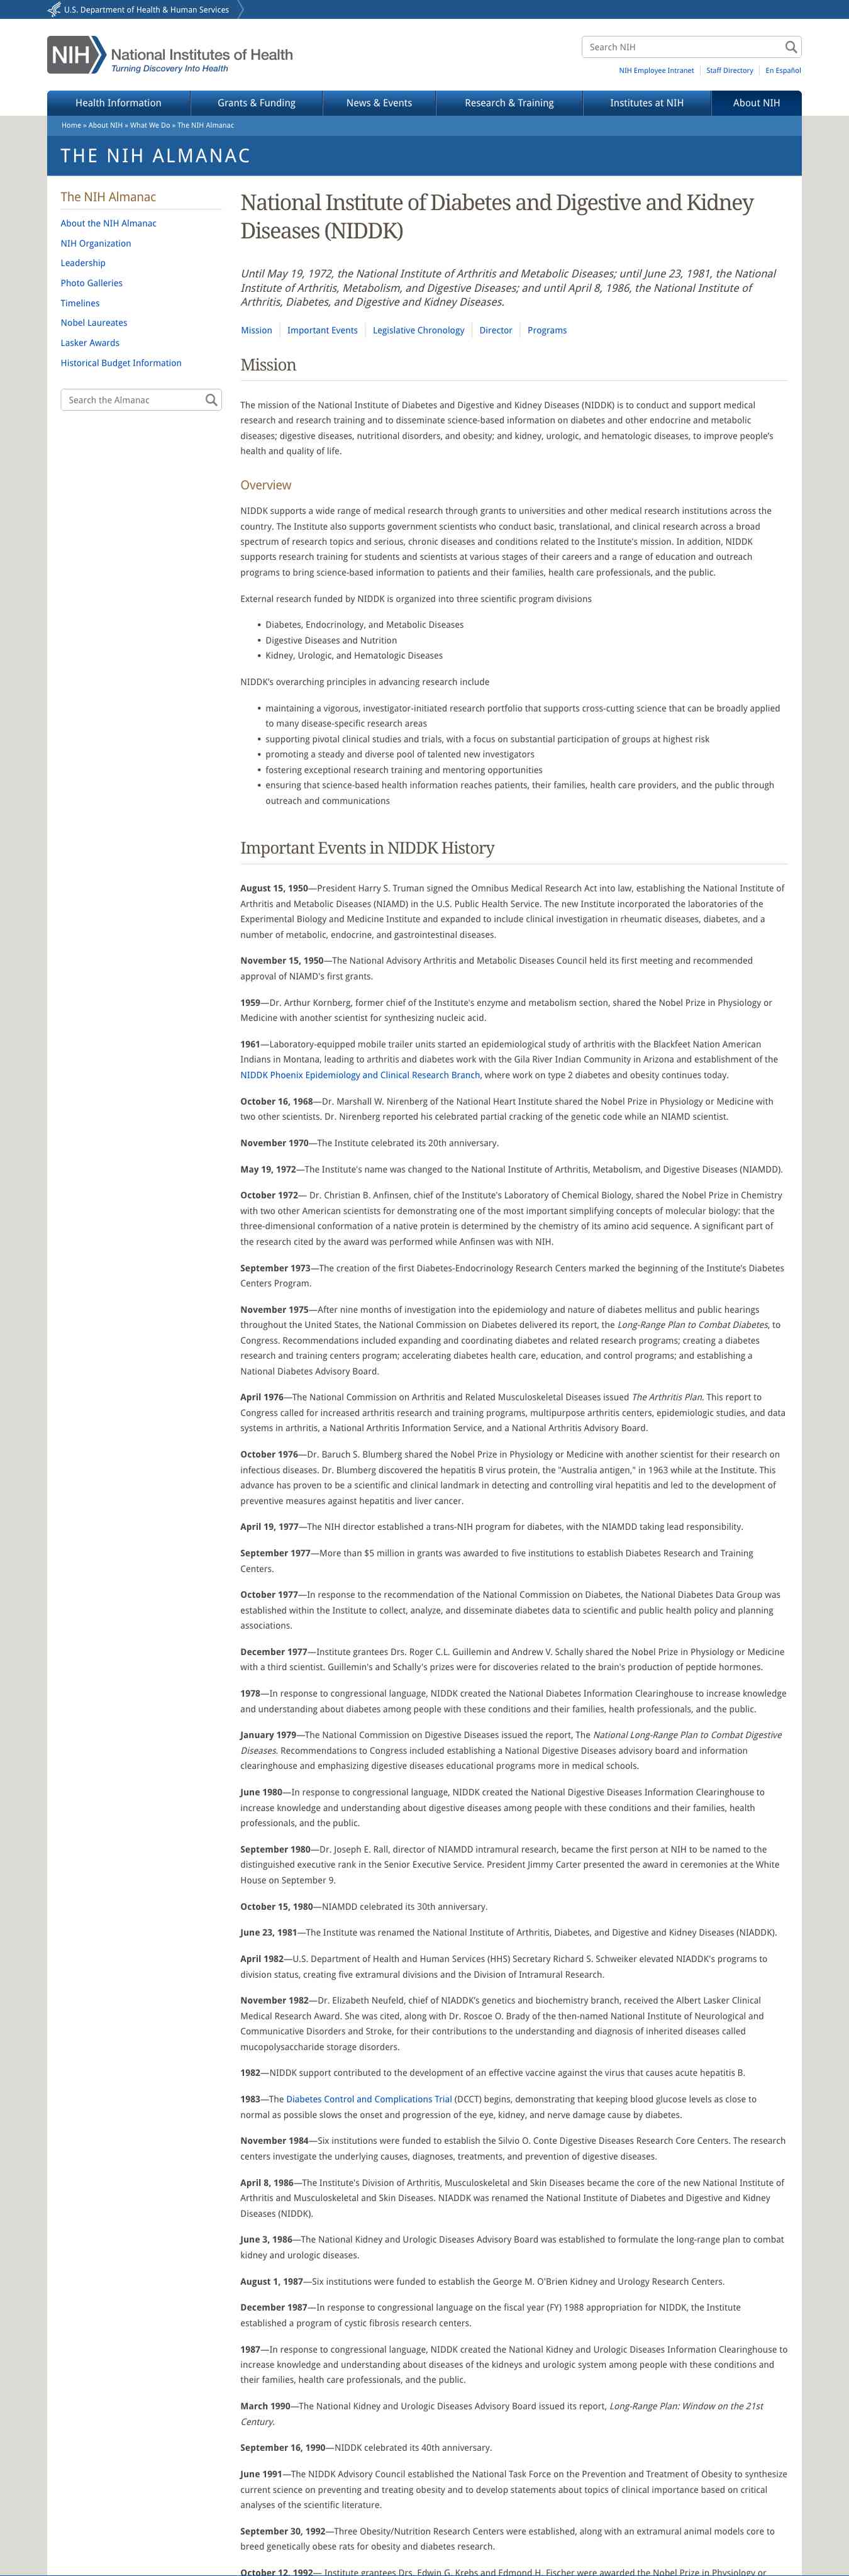 U.S. Department of Health & Human Services
NIH National Institutes of Health
Turning Discovery Into Health
Search NIH
NIH Employee Intranet Staff Directory En Español
Health Information Grants & Funding News & Events Research & Training Institutes at NIH About NIH
Home » About NIH » What We Do » The NIH Almanac
THE NIH ALMANAC
The NIH Almanac
About the NIH Almanac
NIH Organization
Leadership
Photo Galleries
Timelines
Nobel Laureates
Lasker Awards
Historical Budget Information
Search the Almanac
National Institute of Diabetes and Digestive and Kidney
Diseases (NIDDK)
Until May 19, 1972, the National Institute of Arthritis and Metabolic Diseases; until June 23, 1981, the National
Institute of Arthritis, Metabolism, and Digestive Diseases; and until April 8, 1986, the National Institute of
Arthritis, Diabetes, and Digestive and Kidney Diseases.
Mission Important Events Legislative Chronology Director Programs
Mission
The mission of the National Institute of Diabetes and Digestive and Kidney Diseases (NIDDK) is to conduct and support medical
research and research training and to disseminate science-based information on diabetes and other endocrine and metabolic
diseases; digestive diseases, nutritional disorders, and obesity; and kidney, urologic, and hematologic diseases, to improve people's
health and quality of life.
Overview
NIDDK supports a wide range of medical research through grants to universities and other medical research institutions across the
country. The Institute also supports government scientists who conduct basic, translational, and clinical research across a broad
spectrum of research topics and serious, chronic diseases and conditions related to the Institute's mission. In addition, NIDDK
supports research training for students and scientists at various stages of their careers and a range of education and outreach
programs to bring science-based information to patients and their families, health care professionals, and the public.
External research funded by NIDDK is organized into three scientific program divisions
• Diabetes, Endocrinology, and Metabolic Diseases
• Digestive Diseases and Nutrition
• Kidney, Urologic, and Hematologic Diseases
NIDDK's overarching principles in advancing research include
• maintaining a vigorous, investigator-initiated research portfolio that supports cross-cutting science that can be broadly applied
to many disease-specific research areas
• supporting pivotal clinical studies and trials, with a focus on substantial participation of groups at highest risk
• promoting a steady and diverse pool of talented new investigators
• fostering exceptional research training and mentoring opportunities
• ensuring that science-based health information reaches patients, their families, health care providers, and the public through
outreach and communications
Important Events in NIDDK History
August 15, 1950—President Harry S. Truman signed the Omnibus Medical Research Act into law, establishing the National Institute of
Arthritis and Metabolic Diseases (NIAMD) in the U.S. Public Health Service. The new Institute incorporated the laboratories of the
Experimental Biology and Medicine Institute and expanded to include clinical investigation in rheumatic diseases, diabetes, and a
number of metabolic, endocrine, and gastrointestinal diseases.
November 15, 1950—The National Advisory Arthritis and Metabolic Diseases Council held its first meeting and recommended
approval of NIAMD's first grants.
1959—Dr. Arthur Kornberg, former chief of the Institute's enzyme and metabolism section, shared the Nobel Prize in Physiology or
Medicine with another scientist for synthesizing nucleic acid.
1961—Laboratory-equipped mobile trailer units started an epidemiological study of arthritis with the Blackfeet Nation American
Indians in Montana, leading to arthritis and diabetes work with the Gila River Indian Community in Arizona and establishment of the
NIDDK Phoenix Epidemiology and Clinical Research Branch, where work on type 2 diabetes and obesity continues today.
October 16, 1968—Dr. Marshall W. Nirenberg of the National Heart Institute shared the Nobel Prize in Physiology or Medicine with
two other scientists. Dr. Nirenberg reported his celebrated partial cracking of the genetic code while an NIAMD scientist.
November 1970—The Institute celebrated its 20th anniversary.
May 19, 1972—The Institute's name was changed to the National Institute of Arthritis, Metabolism, and Digestive Diseases (NIAMDD).
October 1972— Dr. Christian B. Anfinsen, chief of the Institute's Laboratory of Chemical Biology, shared the Nobel Prize in Chemistry
with two other American scientists for demonstrating one of the most important simplifying concepts of molecular biology: that the
three-dimensional conformation of a native protein is determined by the chemistry of its amino acid sequence. A significant part of
the research cited by the award was performed while Anfinsen was with NIH.
September 1973—The creation of the first Diabetes-Endocrinology Research Centers marked the beginning of the Institute's Diabetes
Centers Program.
November 1975—After nine months of investigation into the epidemiology and nature of diabetes mellitus and public hearings
throughout the United States, the National Commission on Diabetes delivered its report, the Long-Range Plan to Combat Diabetes, to
Congress. Recommendations included expanding and coordinating diabetes and related research programs; creating a diabetes
research and training centers program; accelerating diabetes health care, education, and control programs; and establishing a
National Diabetes Advisory Board.
April 1976—The National Commission on Arthritis and Related Musculoskeletal Diseases issued The Arthritis Plan. This report to
Congress called for increased arthritis research and training programs, multipurpose arthritis centers, epidemiologic studies, and data
systems in arthritis, a National Arthritis Information Service, and a National Arthritis Advisory Board.
October 1976—Dr. Baruch S. Blumberg shared the Nobel Prize in Physiology or Medicine with another scientist for their research on
infectious diseases. Dr. Blumberg discovered the hepatitis B virus protein, the "Australia antigen," in 1963 while at the Institute. This
advance has proven to be a scientific and clinical landmark in detecting and controlling viral hepatitis and led to the development of
preventive measures against hepatitis and liver cancer.
April 19, 1977—The NIH director established a trans-NIH program for diabetes, with the NIAMDD taking lead responsibility.
September 1977—More than $5 million in grants was awarded to five institutions to establish Diabetes Research and Training
Centers.
October 1977—In response to the recommendation of the National Commission on Diabetes, the National Diabetes Data Group was
established within the Institute to collect, analyze, and disseminate diabetes data to scientific and public health policy and planning
associations.
December 1977—Institute grantees Drs. Roger C.L. Guillemin and Andrew V. Schally shared the Nobel Prize in Physiology or Medicine
with a third scientist. Guillemin's and Schally's prizes were for discoveries related to the brain's production of peptide hormones.
1978—In response to congressional language, NIDDK created the National Diabetes Information Clearinghouse to increase knowledge
and understanding about diabetes among people with these conditions and their families, health professionals, and the public.
January 1979—The National Commission on Digestive Diseases issued the report, The National Long-Range Plan to Combat Digestive
Diseases. Recommendations to Congress included establishing a National Digestive Diseases advisory board and information
clearinghouse and emphasizing digestive diseases educational programs more in medical schools.
June 1980—In response to congressional language, NIDDK created the National Digestive Diseases Information Clearinghouse to
increase knowledge and understanding about digestive diseases among people with these conditions and their families, health
professionals, and the public.
September 1980—Dr. Joseph E. Rall, director of NIAMDD intramural research, became the first person at NIH to be named to the
distinguished executive rank in the Senior Executive Service. President Jimmy Carter presented the award in ceremonies at the White
House on September 9.
October 15, 1980—NIAMDD celebrated its 30th anniversary.
June 23, 1981—The Institute was renamed the National Institute of Arthritis, Diabetes, and Digestive and Kidney Diseases (NIADDK).
April 1982—U.S. Department of Health and Human Services (HHS) Secretary Richard S. Schweiker elevated NIADDK's programs to
division status, creating five extramural divisions and the Division of Intramural Research.
November 1982—Dr. Elizabeth Neufeld, chief of NIADDK's genetics and biochemistry branch, received the Albert Lasker Clinical
Medical Research Award. She was cited, along with Dr. Roscoe O. Brady of the then-named National Institute of Neurological and
Communicative Disorders and Stroke, for their contributions to the understanding and diagnosis of inherited diseases called
mucopolysaccharide storage disorders.
1982—NIDDK support contributed to the development of an effective vaccine against the virus that causes acute hepatitis B.
1983—The Diabetes Control and Complications Trial (DCCT) begins, demonstrating that keeping blood glucose levels as close to
normal as possible slows the onset and progression of the eye, kidney, and nerve damage cause by diabetes.
November 1984—Six institutions were funded to establish the Silvio O. Conte Digestive Diseases Research Core Centers. The research
centers investigate the underlying causes, diagnoses, treatments, and prevention of digestive diseases.
April 8, 1986—The Institute's Division of Arthritis, Musculoskeletal and Skin Diseases became the core of the new National Institute of
Arthritis and Musculoskeletal and Skin Diseases. NIADDK was renamed the National Institute of Diabetes and Digestive and Kidney
Diseases (NIDDK).
June 3, 1986—The National Kidney and Urologic Diseases Advisory Board was established to formulate the long-range plan to combat
kidney and urologic diseases.
August 1, 1987—Six institutions were funded to establish the George M. O'Brien Kidney and Urology Research Centers.
December 1987—In response to congressional language on the fiscal year (FY) 1988 appropriation for NIDDK, the Institute
established a program of cystic fibrosis research centers.
1987—In response to congressional language, NIDDK created the National Kidney and Urologic Diseases Information Clearinghouse to
increase knowledge and understanding about diseases of the kidneys and urologic system among people with these conditions and
their families, health care professionals, and the public.
March 1990—The National Kidney and Urologic Diseases Advisory Board issued its report, Long-Range Plan: Window on the 21st
Century.
September 16, 1990—NIDDK celebrated its 40th anniversary.
June 1991—The NIDDK Advisory Council established the National Task Force on the Prevention and Treatment of Obesity to synthesize
current science on preventing and treating obesity and to develop statements about topics of clinical importance based on critical
analyses of the scientific literature.
September 30, 1992—Three Obesity/Nutrition Research Centers were established, along with an extramural animal models core to
breed genetically obese rats for obesity and diabetes research.
October 12, 1992— Institute grantees Drs. Edwin G. Krebs and Edmond H. Fischer were awarded the Nobel Prize in Physiology or